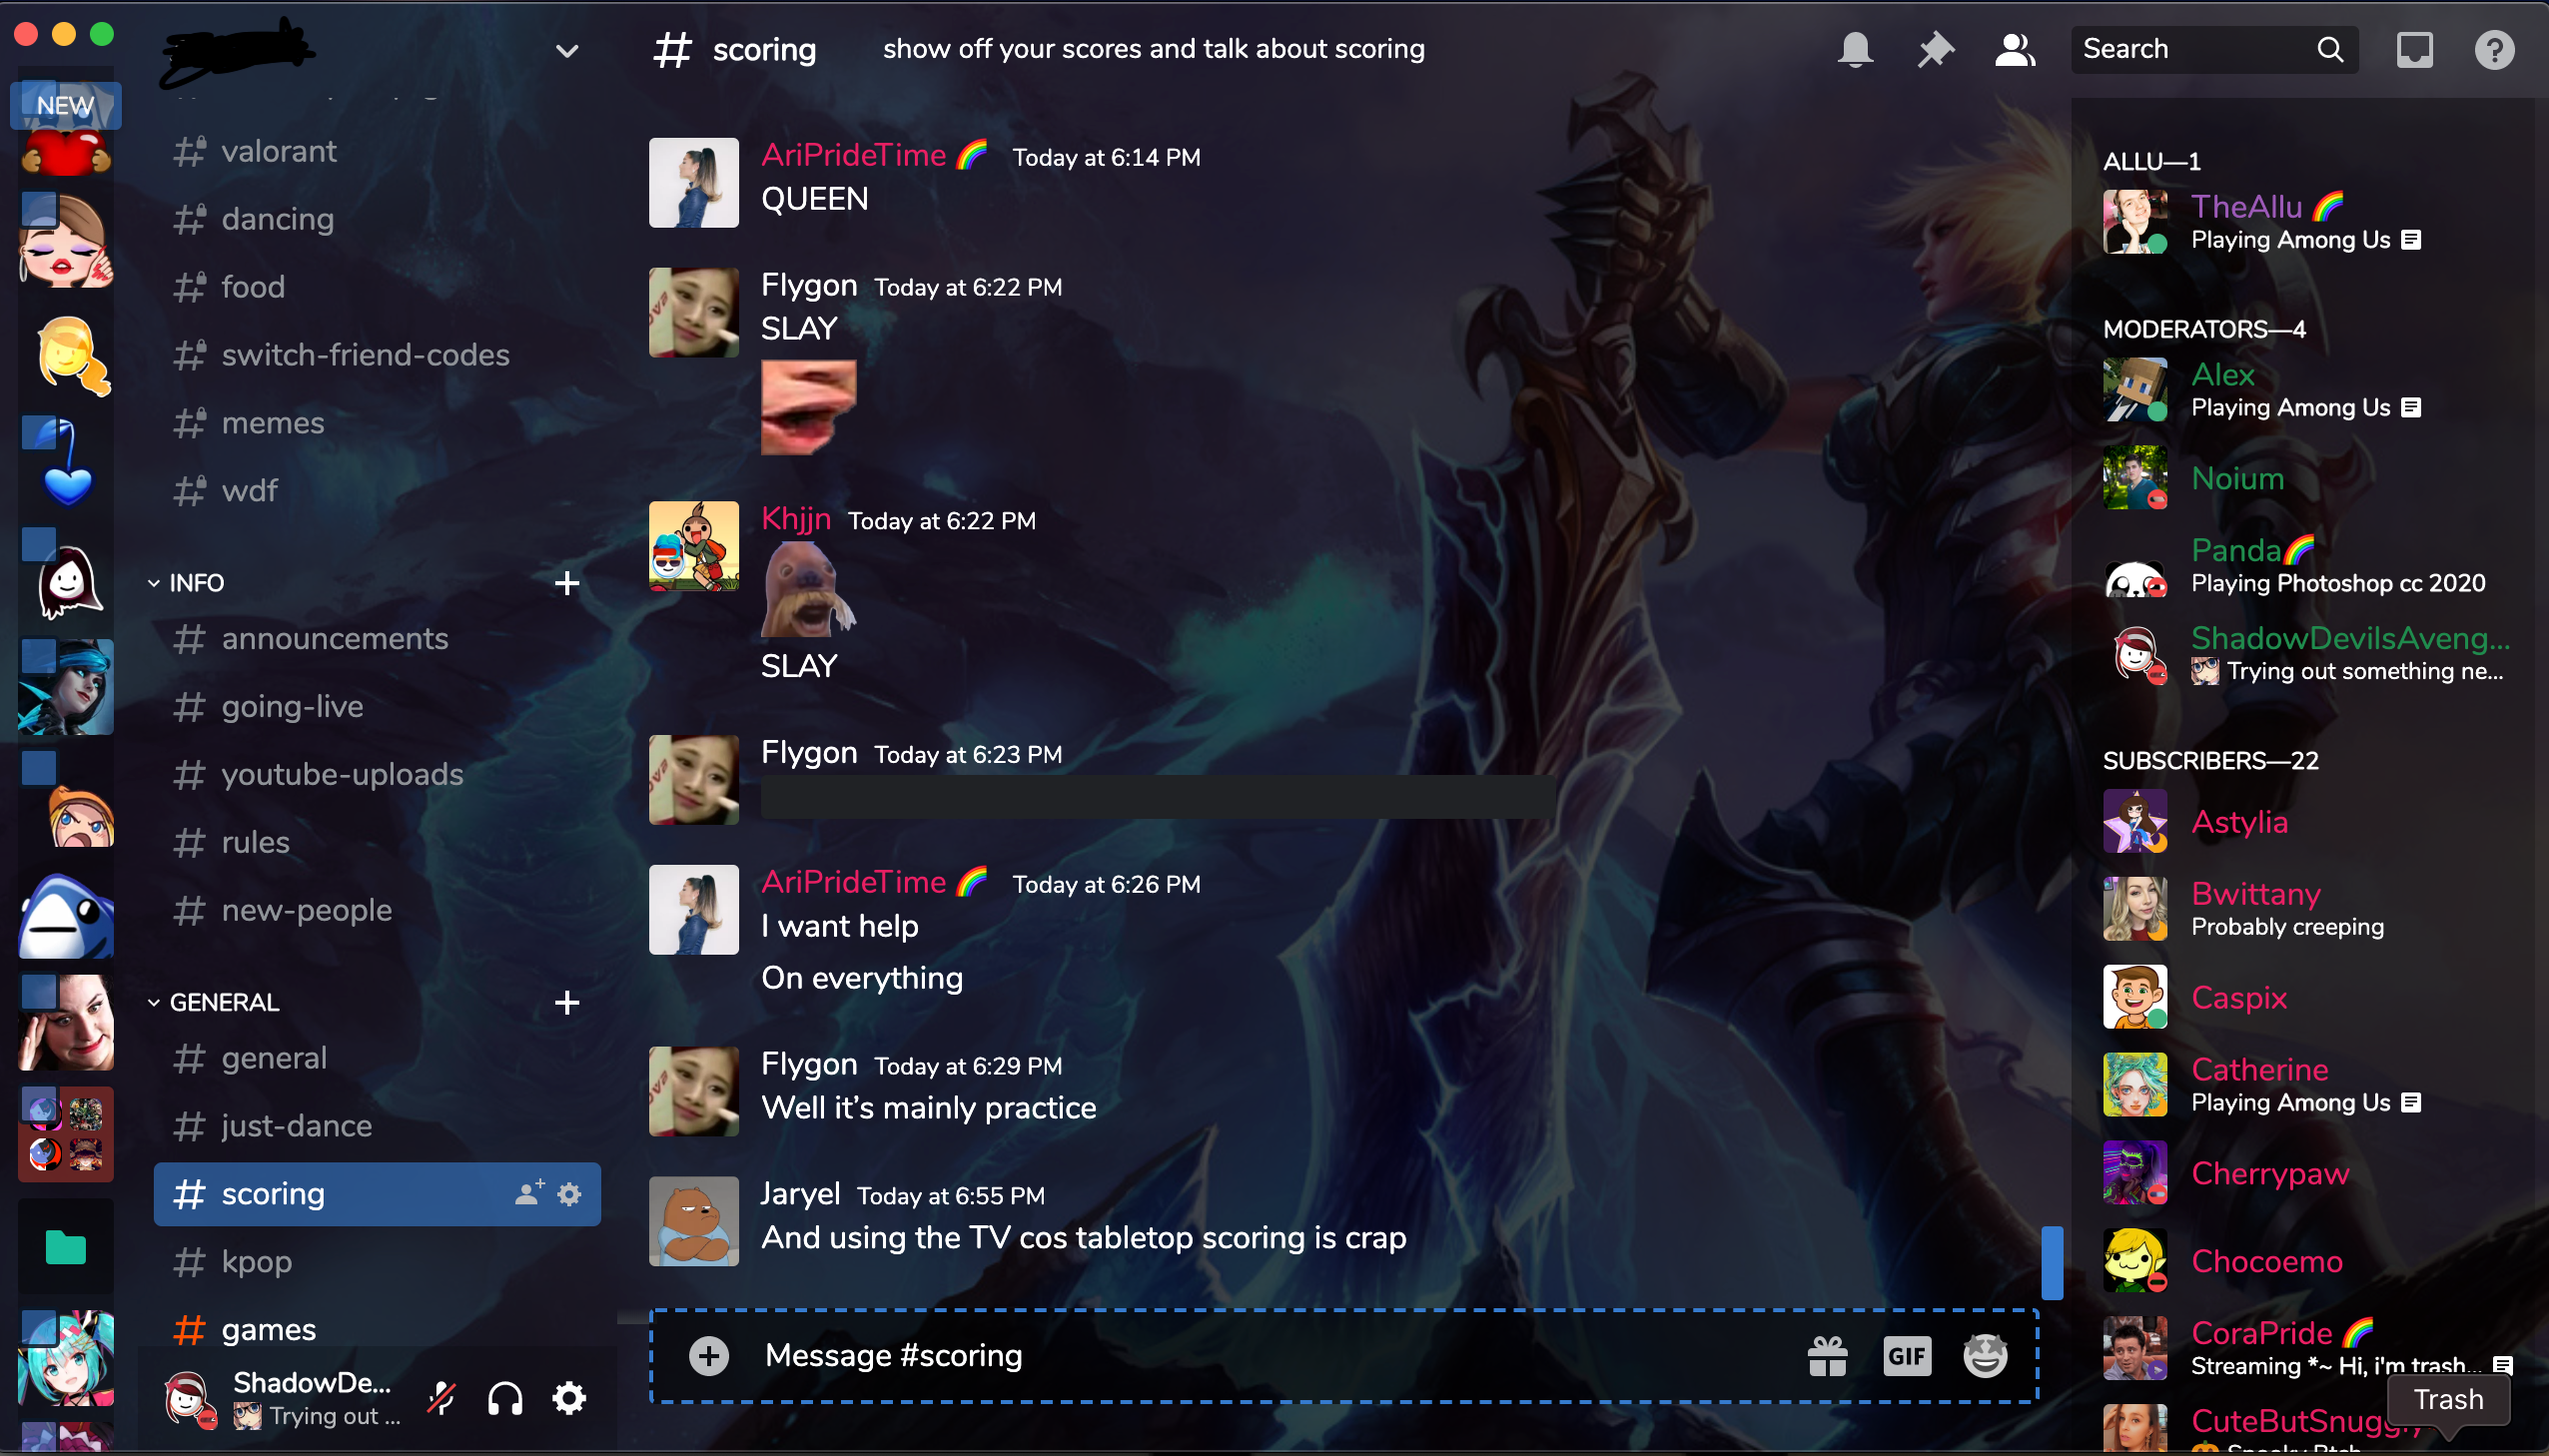 NEW
valorant
dancing
food
switch-friend-codes
memes
wdf
INFO
announcements
going-live
youtube-uploads
rules
new-people
GENERAL
general
just-dance
scoring
kpop
games
ShadowDe...
Trying out ...
# scoring show off your scores and talk about scoring
Search
AriPrideTime 🌈 Today at 6:14 PM
QUEEN
Flygon Today at 6:22 PM
SLAY
Khjjn Today at 6:22 PM
SLAY
Flygon Today at 6:23 PM
AriPrideTime 🌈 Today at 6:26 PM
I want help
On everything
Flygon Today at 6:29 PM
Well it’s mainly practice
Jaryel Today at 6:55 PM
And using the TV cos tabletop scoring is crap
Message #scoring
GIF
ALLU—1
TheAllu 🌈
Playing Among Us
MODERATORS—4
Alex
Playing Among Us
Noium
Panda🌈
Playing Photoshop cc 2020
ShadowDevilsAveng...
Trying out something ne...
SUBSCRIBERS—22
Astylia
Bwittany
Probably creeping
Caspix
Catherine
Playing Among Us
Cherrypaw
Chocoemo
CoraPride 🌈
Streaming *~ Hi, i'm trash...
Trash